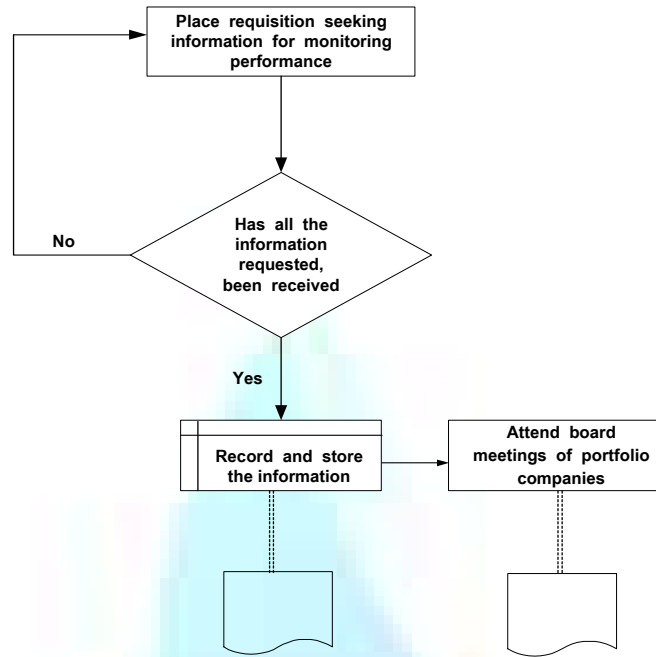 Place requisition seeking
information for monitoring
performance
Has all the
information
requested,
been received
No
Yes
Record and store
the information
Attend board
meetings of portfolio
companies